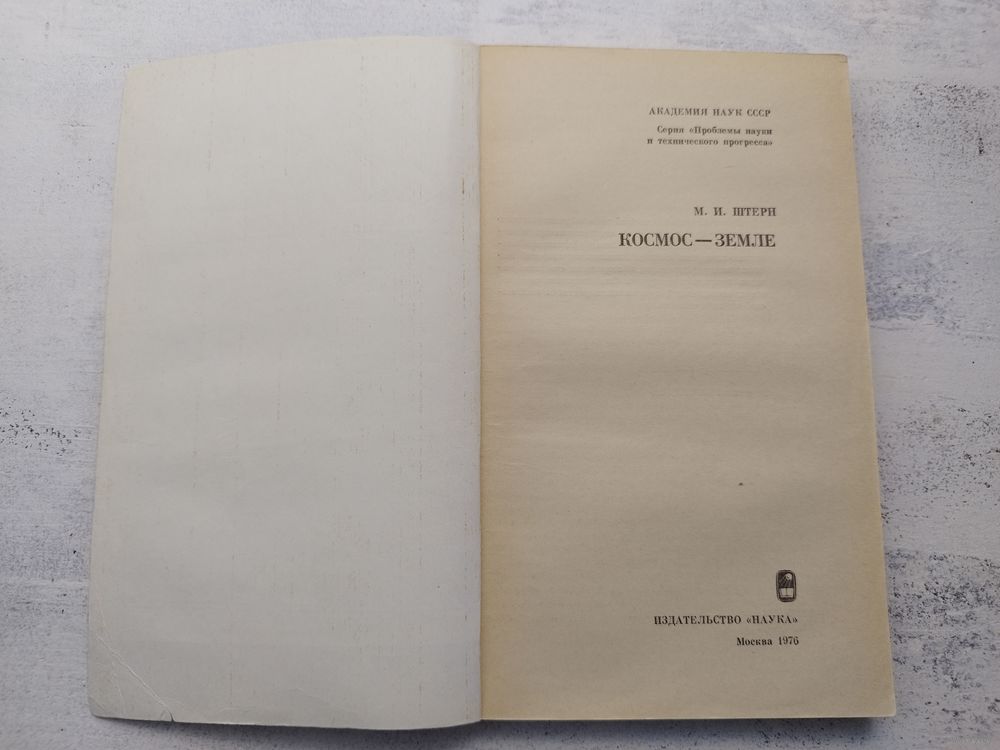 АКАДЕМИЯ НАУК СССР
Серия «Проблемы науки
и технического прогресса»
М. И. ШТЕРН
КОСМОС — ЗЕМЛЕ
ИЗДАТЕЛЬСТВО «НАУКА»
Москва 1976